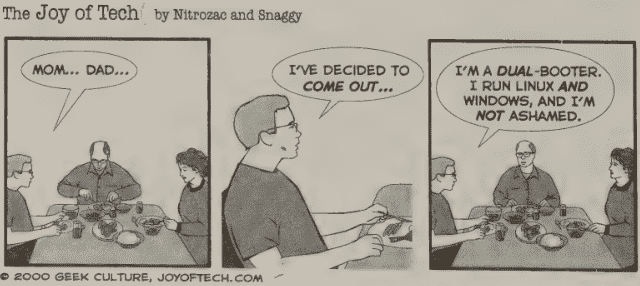 The Joy of Tech by Nitrozac and Snaggy
MOM... DAD...
I'VE DECIDED TO
COME OUT...
I'M A DUAL-BOOTER.
I RUN LINUX AND
WINDOWS, AND I'M
NOT ASHAMED.
© 2000 GEEK CULTURE, JOYOFTECH.COM